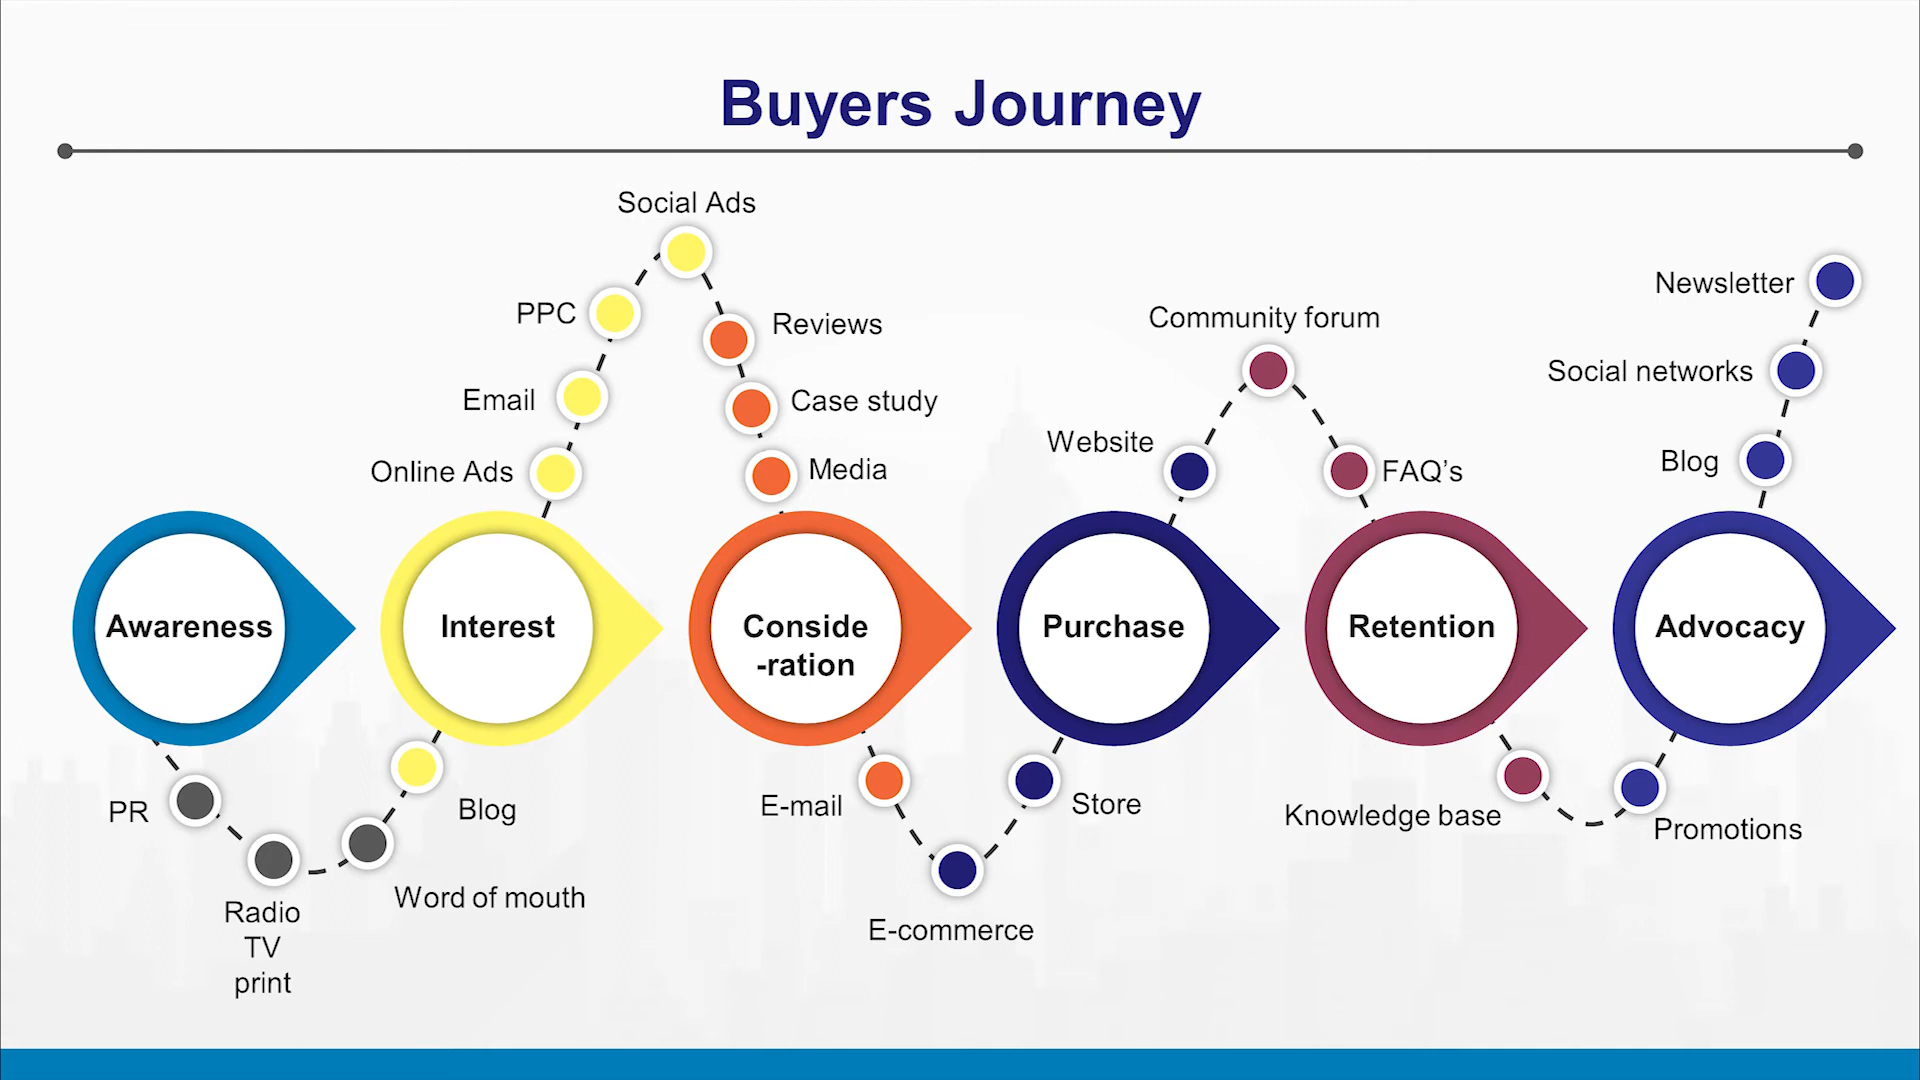 Buyers Journey
Social Ads
Newsletter
PPC
Reviews
Community forum
Social networks
Email
Case study
Website
Blog
Online Ads
Media
FAQ’s
Awareness
Interest
Conside
-ration
Purchase
Retention
Advocacy
PR
Blog
E-mail
Store
Knowledge base
Promotions
Word of mouth
Radio
TV
print
E-commerce